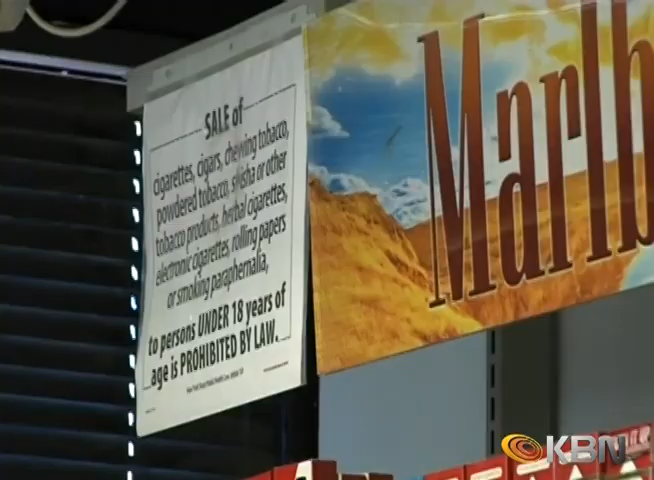 SALE of
cigarettes, cigars, chewing tobacco,
powdered tobacco, shisha or other
tobacco products, herbal cigarettes,
electronic cigarettes, rolling papers
or smoking paraphernalia,
to persons UNDER 18 years of
age is PROHIBITED BY LAW.
Marlb
KBN